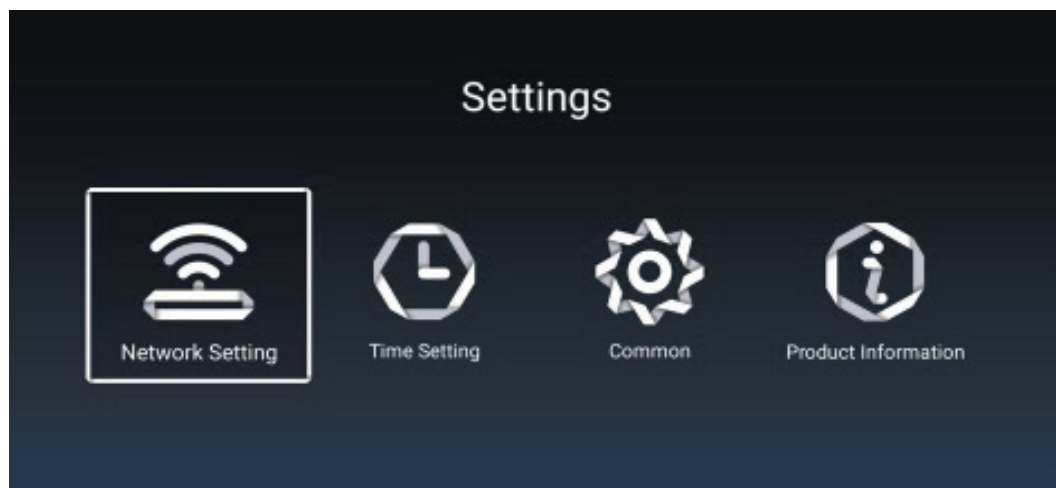 Settings
Network Setting
Time Setting
Common
Product Information